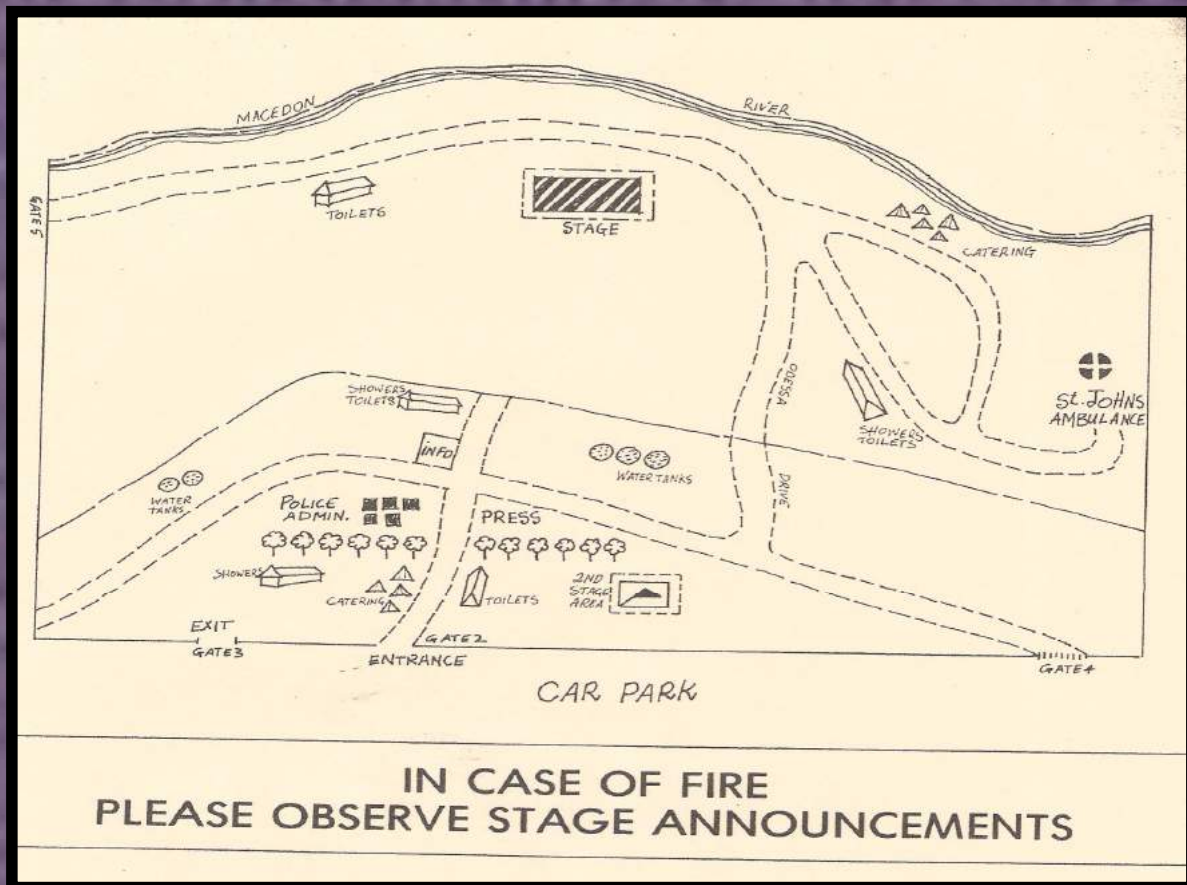 MACEDON
RIVER
GATE 5
TOILETS
STAGE
CATERING
ODESSA
DRIVE
SHOWERS
TOILETS
INFO
SHOWERS
TOILETS
St. JOHNS
AMBULANCE
WATER
TANKS
WATER TANKS
POLICE
ADMIN.
PRESS
SHOWERS
CATERING
TOILETS
2ND
STAGE
AREA
EXIT
GATE 3
GATE 2
ENTRANCE
GATE 4
CAR PARK
IN CASE OF FIRE
PLEASE OBSERVE STAGE ANNOUNCEMENTS